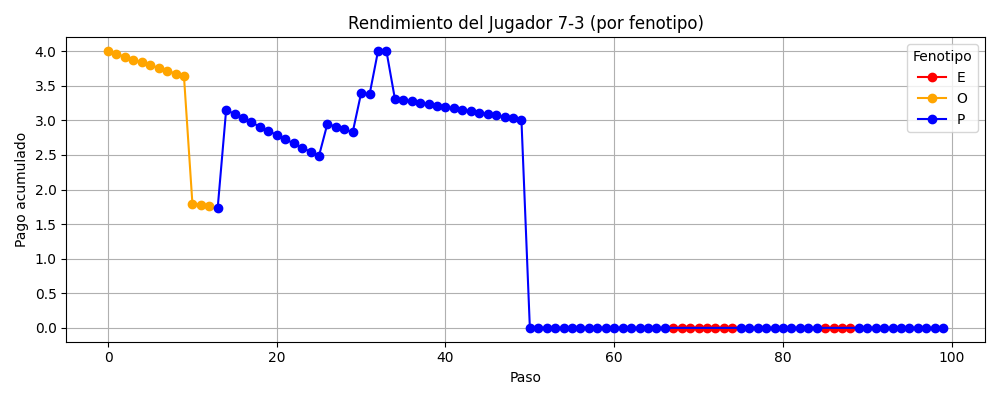 Rendimiento del Jugador 7-3 (por fenotipo)
Pago acumulado
4.0
3.5
3.0
2.5
2.0
1.5
1.0
0.5
0.0
Fenotipo
E
O
P
0
20
40
60
80
100
Paso